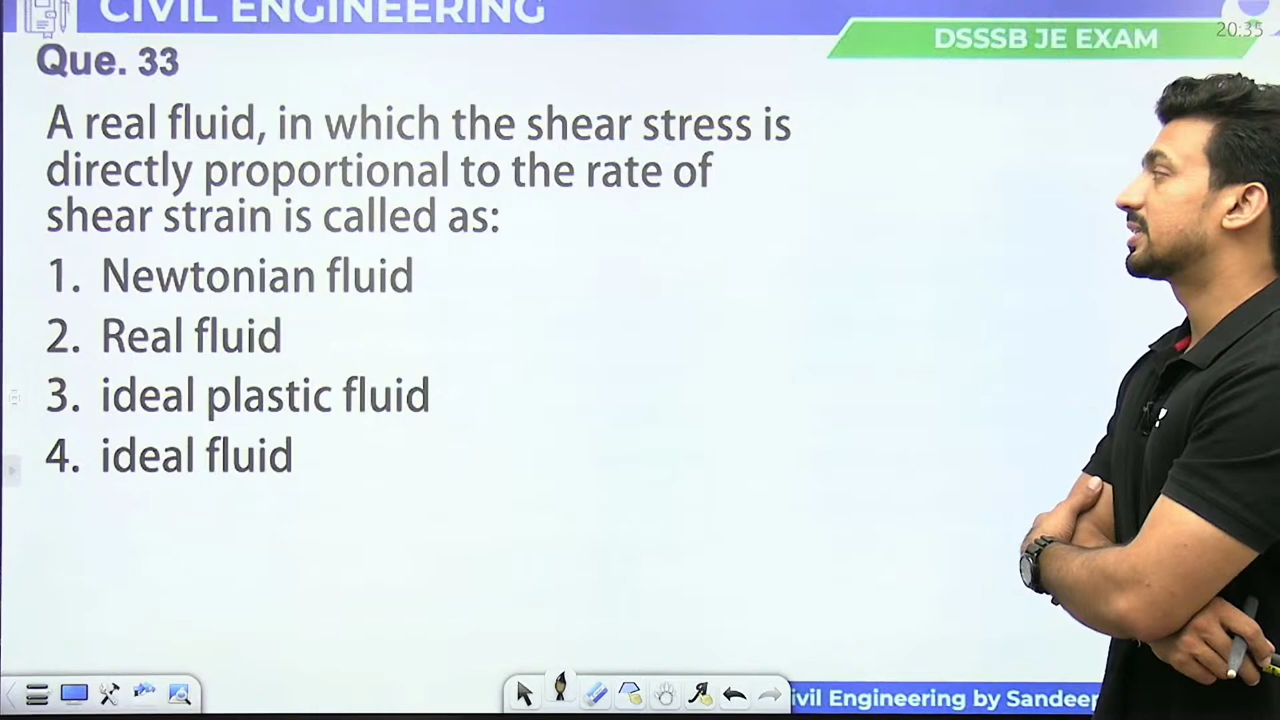 CIVIL ENGINEERING
DSSSB JE EXAM
20:35
Que. 33
A real fluid, in which the shear stress is
directly proportional to the rate of
shear strain is called as:
1. Newtonian fluid
2. Real fluid
3. ideal plastic fluid
4. ideal fluid
ivil Engineering by Sandeep